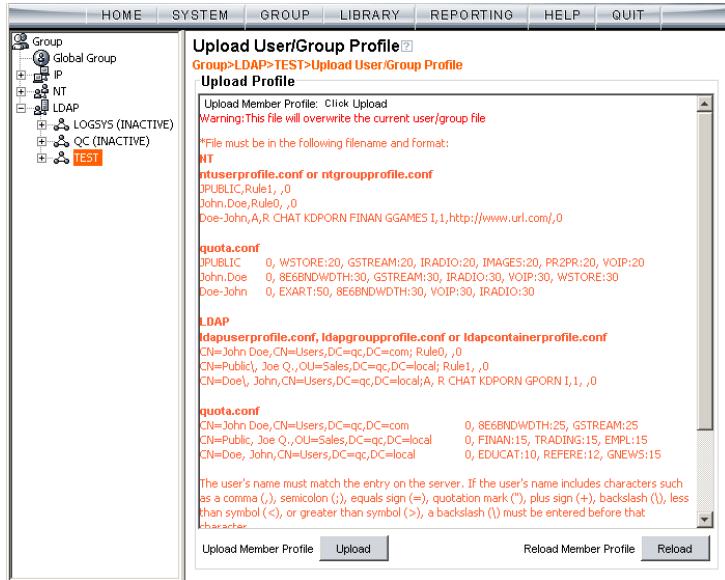 HOME SYSTEM GROUP LIBRARY REPORTING HELP QUIT
Group
Global Group
IP
NT
LDAP
LOGSYS (INACTIVE)
QC (INACTIVE)
TEST
Upload User/Group Profile
Group>LDAP>TEST>Upload User/Group Profile
Upload Profile
Upload Member Profile: Click Upload
Warning:This file will overwrite the current user/group file
*File must be in the following filename and format:
NT
ntuserprofile.conf or ntgroupprofile.conf
JPUBLIC,Rule1, ,0
John.Doe,Rule0, ,0
Doe-John,A,R CHAT KDPORN FINAN GGAMES I,1,http://www.url.com/,0
quota.conf
JPUBLIC 0, WSTORE:20, GSTREAM:20, IRADIO:20, IMAGES:20, PR2PR:20, VOIP:20
John.Doe 0, 8E6BNDWDTH:30, GSTREAM:30, IRADIO:30, VOIP:30, WSTORE:30
Doe-John 0, EXART:50, 8E6BNDWDTH:30, VOIP:30, IRADIO:30
LDAP
ldapuserprofile.conf, ldapgroupprofile.conf or ldapcontainerprofile.conf
CN=John Doe,CN=Users,DC=qc,DC=com; Rule0, ,0
CN=Public\, Joe Q.,OU=Sales,DC=qc,DC=local; Rule1, ,0
CN=Doe\, John,CN=Users,DC=qc,DC=local;A, R CHAT KDPORN GPORN I,1, ,0
quota.conf
CN=John Doe,CN=Users,DC=qc,DC=com 0, 8E6BNDWDTH:25, GSTREAM:25
CN=Public, Joe Q.,OU=Sales,DC=qc,DC=local 0, FINAN:15, TRADING:15, EMPL:15
CN=Doe, John,CN=Users,DC=qc,DC=local 0, EDUCAT:10, REFERE:12, GNEWS:15
The user's name must match the entry on the server. If the user's name includes characters such
as a comma (,), semicolon (;), equals sign (=), quotation mark ("), plus sign (+), backslash (\), less
than symbol (<), or greater than symbol (>), a backslash (\) must be entered before that
character
Upload Member Profile Upload Reload Member Profile Reload